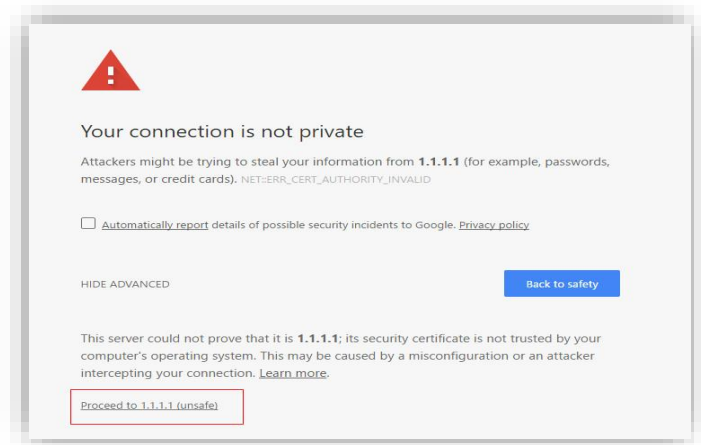 Your connection is not private
Attackers might be trying to steal your information from 1.1.1.1 (for example, passwords,
messages, or credit cards). NET::ERR_CERT_AUTHORITY_INVALID
Automatically report details of possible security incidents to Google. Privacy policy
HIDE ADVANCED
Back to safety
This server could not prove that it is 1.1.1.1; its security certificate is not trusted by your
computer's operating system. This may be caused by a misconfiguration or an attacker
intercepting your connection. Learn more.
Proceed to 1.1.1.1 (unsafe)